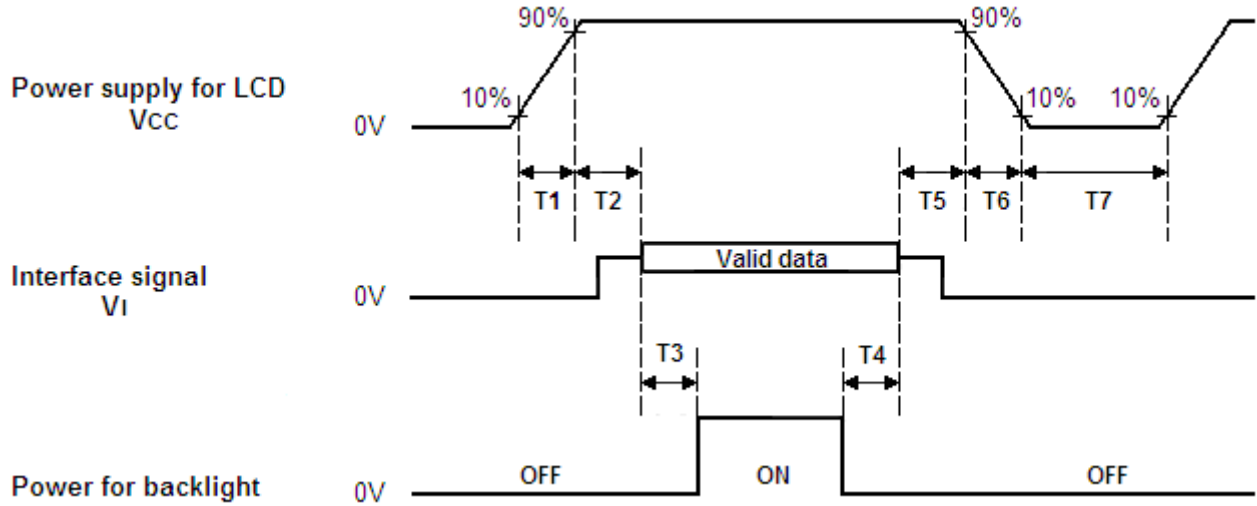 90% 90%
Power supply for LCD
VCC
10% 10% 10%
0V
T1 T2 T5 T6 T7
Valid data
Interface signal
VI
0V
T3 T4
OFF ON OFF
Power for backlight
0V